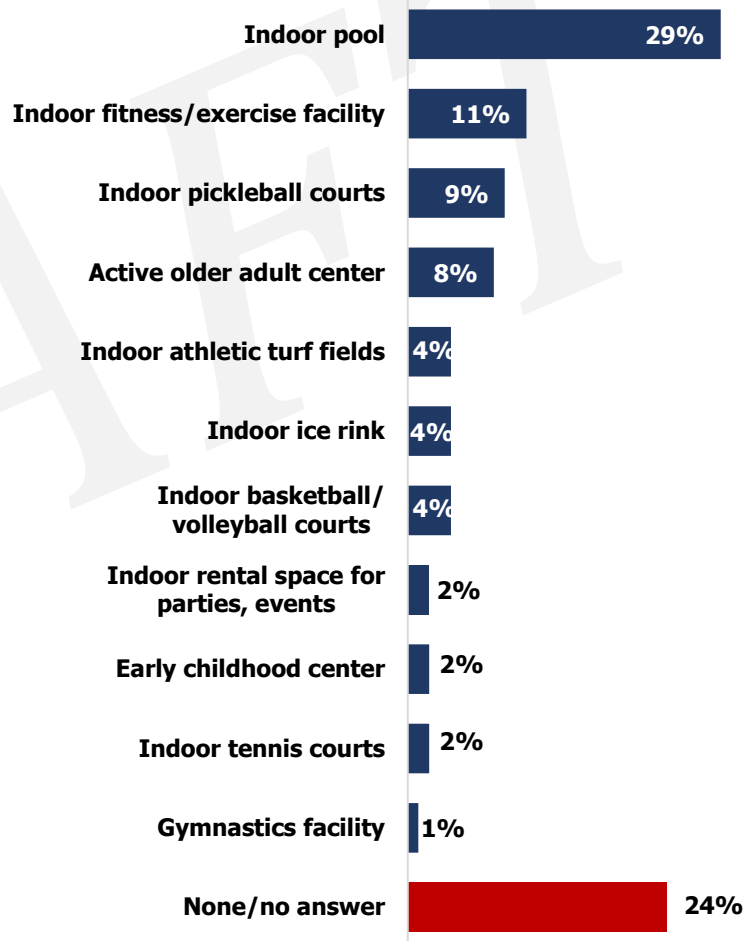 Indoor pool 29%
Indoor fitness/exercise facility 11%
Indoor pickleball courts 9%
Active older adult center 8%
Indoor athletic turf fields 4%
Indoor ice rink 4%
Indoor basketball/
volleyball courts 4%
Indoor rental space for
parties, events 2%
Early childhood center 2%
Indoor tennis courts 2%
Gymnastics facility 1%
None/no answer 24%
AFT